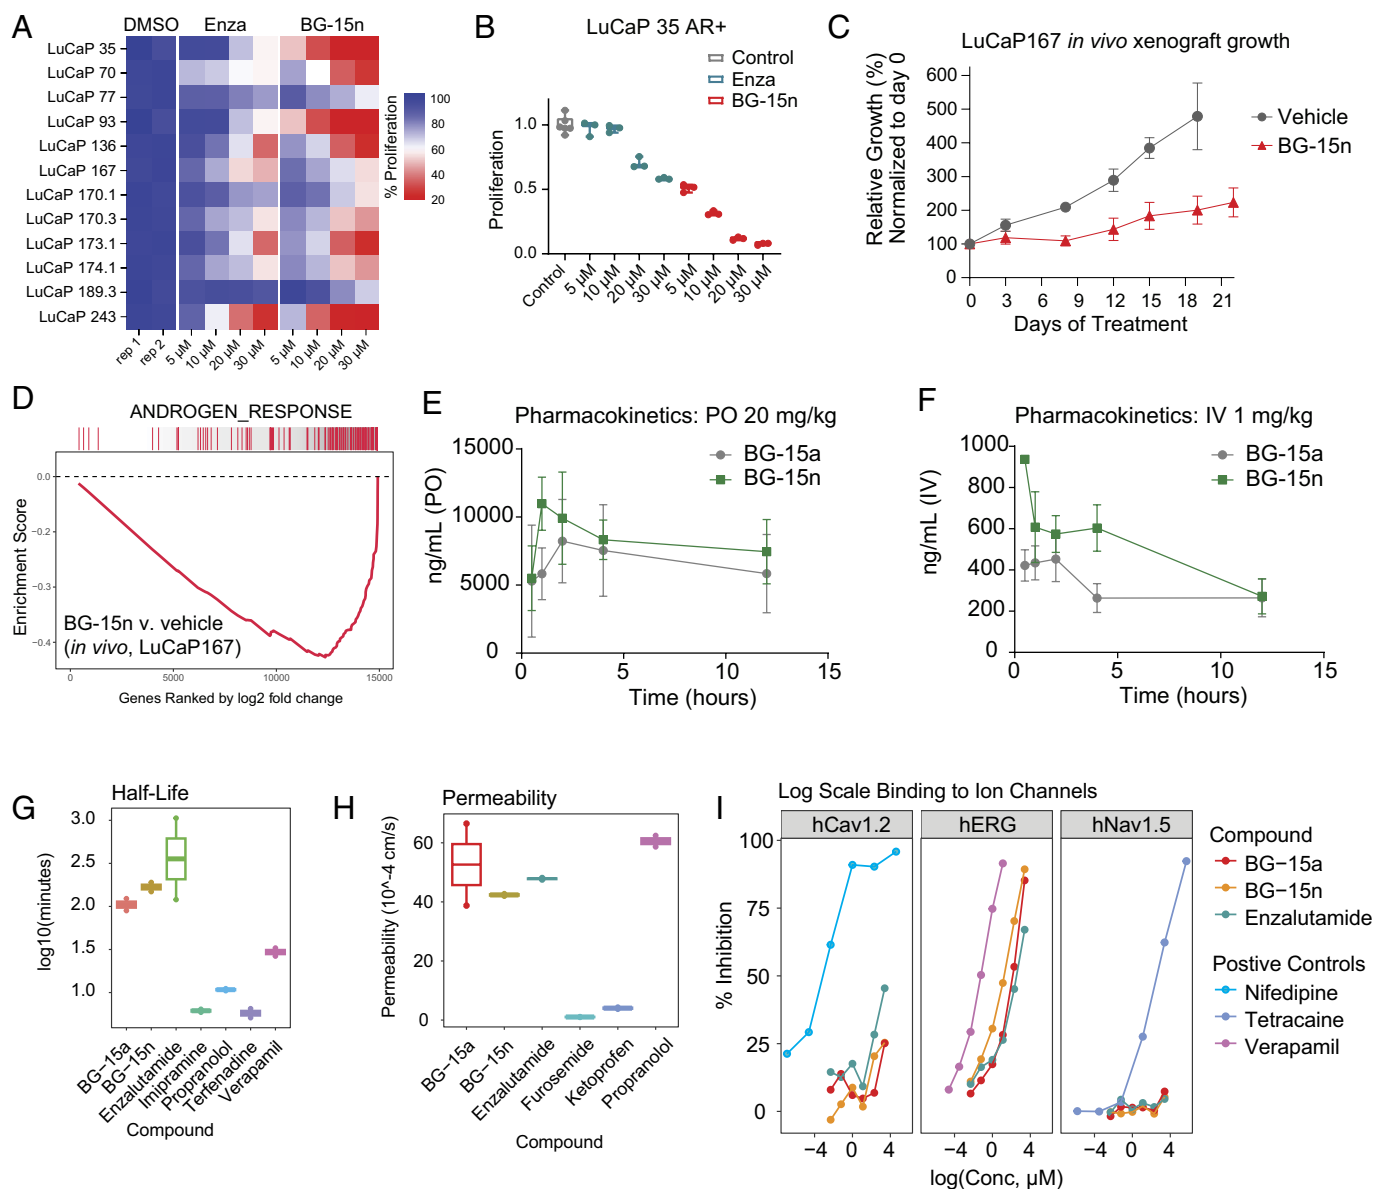 A
DMSO Enza BG-15n
LuCaP 35
LuCaP 70
LuCaP 77
LuCaP 93
LuCaP 136
LuCaP 167
LuCaP 170.1
LuCaP 170.3
LuCaP 173.1
LuCaP 174.1
LuCaP 189.3
LuCaP 243
rep 1 rep 2 5 µM 10 µM 20 µM 30 µM 5 µM 10 µM 20 µM 30 µM
% Proliferation
100
80
60
40
20
B
LuCaP 35 AR+
Control
Enza
BG-15n
Proliferation
1.0
0.5
0.0
Control 5 µM 10 µM 20 µM 30 µM 5 µM 10 µM 20 µM 30 µM
C
LuCaP167 in vivo xenograft growth
Relative Growth (%)
Normalized to day 0
600
500
400
300
200
100
0
0 3 6 9 12 15 18 21
Days of Treatment
Vehicle
BG-15n
D
ANDROGEN_RESPONSE
Enrichment Score
0.0
−0.2
−0.3
−0.4
BG-15n v. vehicle
(in vivo, LuCaP167)
0 5000 10000 15000
Genes Ranked by log2 fold change
E
Pharmacokinetics: PO 20 mg/kg
BG-15a
BG-15n
ng/mL (PO)
15000
10000
5000
0
0 5 10 15
Time (hours)
F
Pharmacokinetics: IV 1 mg/kg
BG-15a
BG-15n
ng/mL (IV)
1000
800
600
400
200
0
0 5 10 15
Time (hours)
G
Half-Life
log10(minutes)
3.0
2.5
2.0
1.5
1.0
BG-15a BG-15n Enzalutamide Imipramine Propranolol Terfenadine Verapamil
Compound
H
Permeability
Permeability (10^-4 cm/s)
60
40
20
0
BG-15a BG-15n Enzalutamide Furosemide Ketoprofen Propranolol
Compound
I
Log Scale Binding to Ion Channels
hCav1.2 hERG hNav1.5
% Inhibition
100
75
50
25
0
−4 0 4 −4 0 4 −4 0 4
log(Conc, µM)
Compound
BG−15a
BG−15n
Enzalutamide
Postive Controls
Nifedipine
Tetracaine
Verapamil